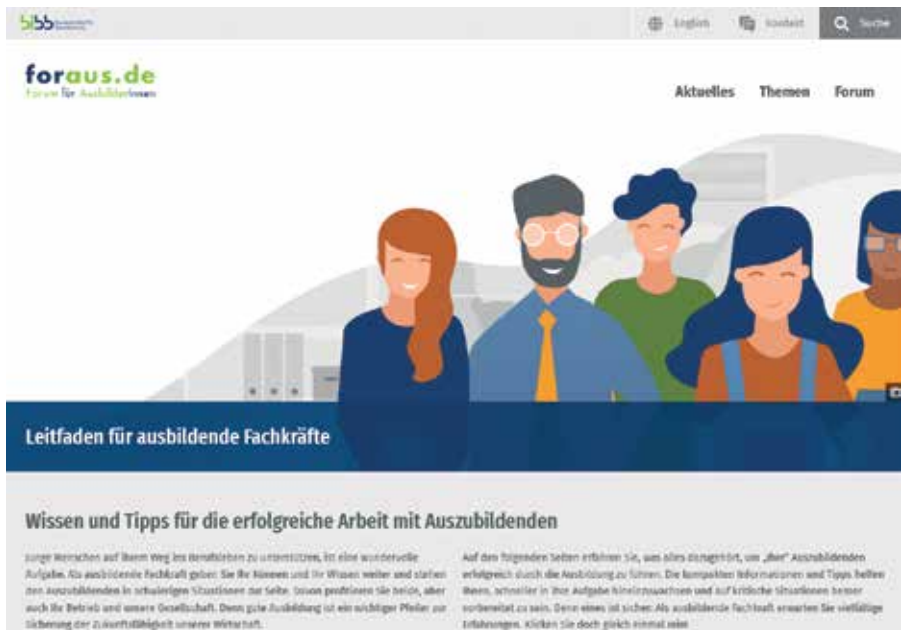 bibb
English
Kontakt
Suche
foraus.de
Forum für AusbilderInnen
Aktuelles Themen Forum
Leitfaden für ausbildende Fachkräfte
Wissen und Tipps für die erfolgreiche Arbeit mit Auszubildenden
Junge Menschen auf ihrem Weg ins Berufsleben zu unterstützen, ist eine wundervolle
Aufgabe. Als ausbildende Fachkraft geben Sie Ihr Können und Ihr Wissen weiter und stehen
den Auszubildenden in schwierigen Situationen zur Seite. Davon profitieren Sie beide, aber
auch Ihr Betrieb und unsere Gesellschaft. Denn gute Ausbildung ist ein wichtiger Pfeiler zur
Sicherung der Zukunftsfähigkeit unserer Wirtschaft.
Auf den folgenden Seiten erfahren Sie, was alles dazugehört, um „Ihre" Auszubildenden
erfolgreich durch die Ausbildung zu führen. Die kompakten Informationen und Tipps helfen
Ihnen, schneller in Ihre Aufgabe hineinzuwachsen und auf kritische Situationen besser
vorbereitet zu sein. Denn eines ist sicher: Als ausbildende Fachkraft erwarten Sie vielfältige
Erfahrungen. Klicken Sie doch gleich einmal rein!